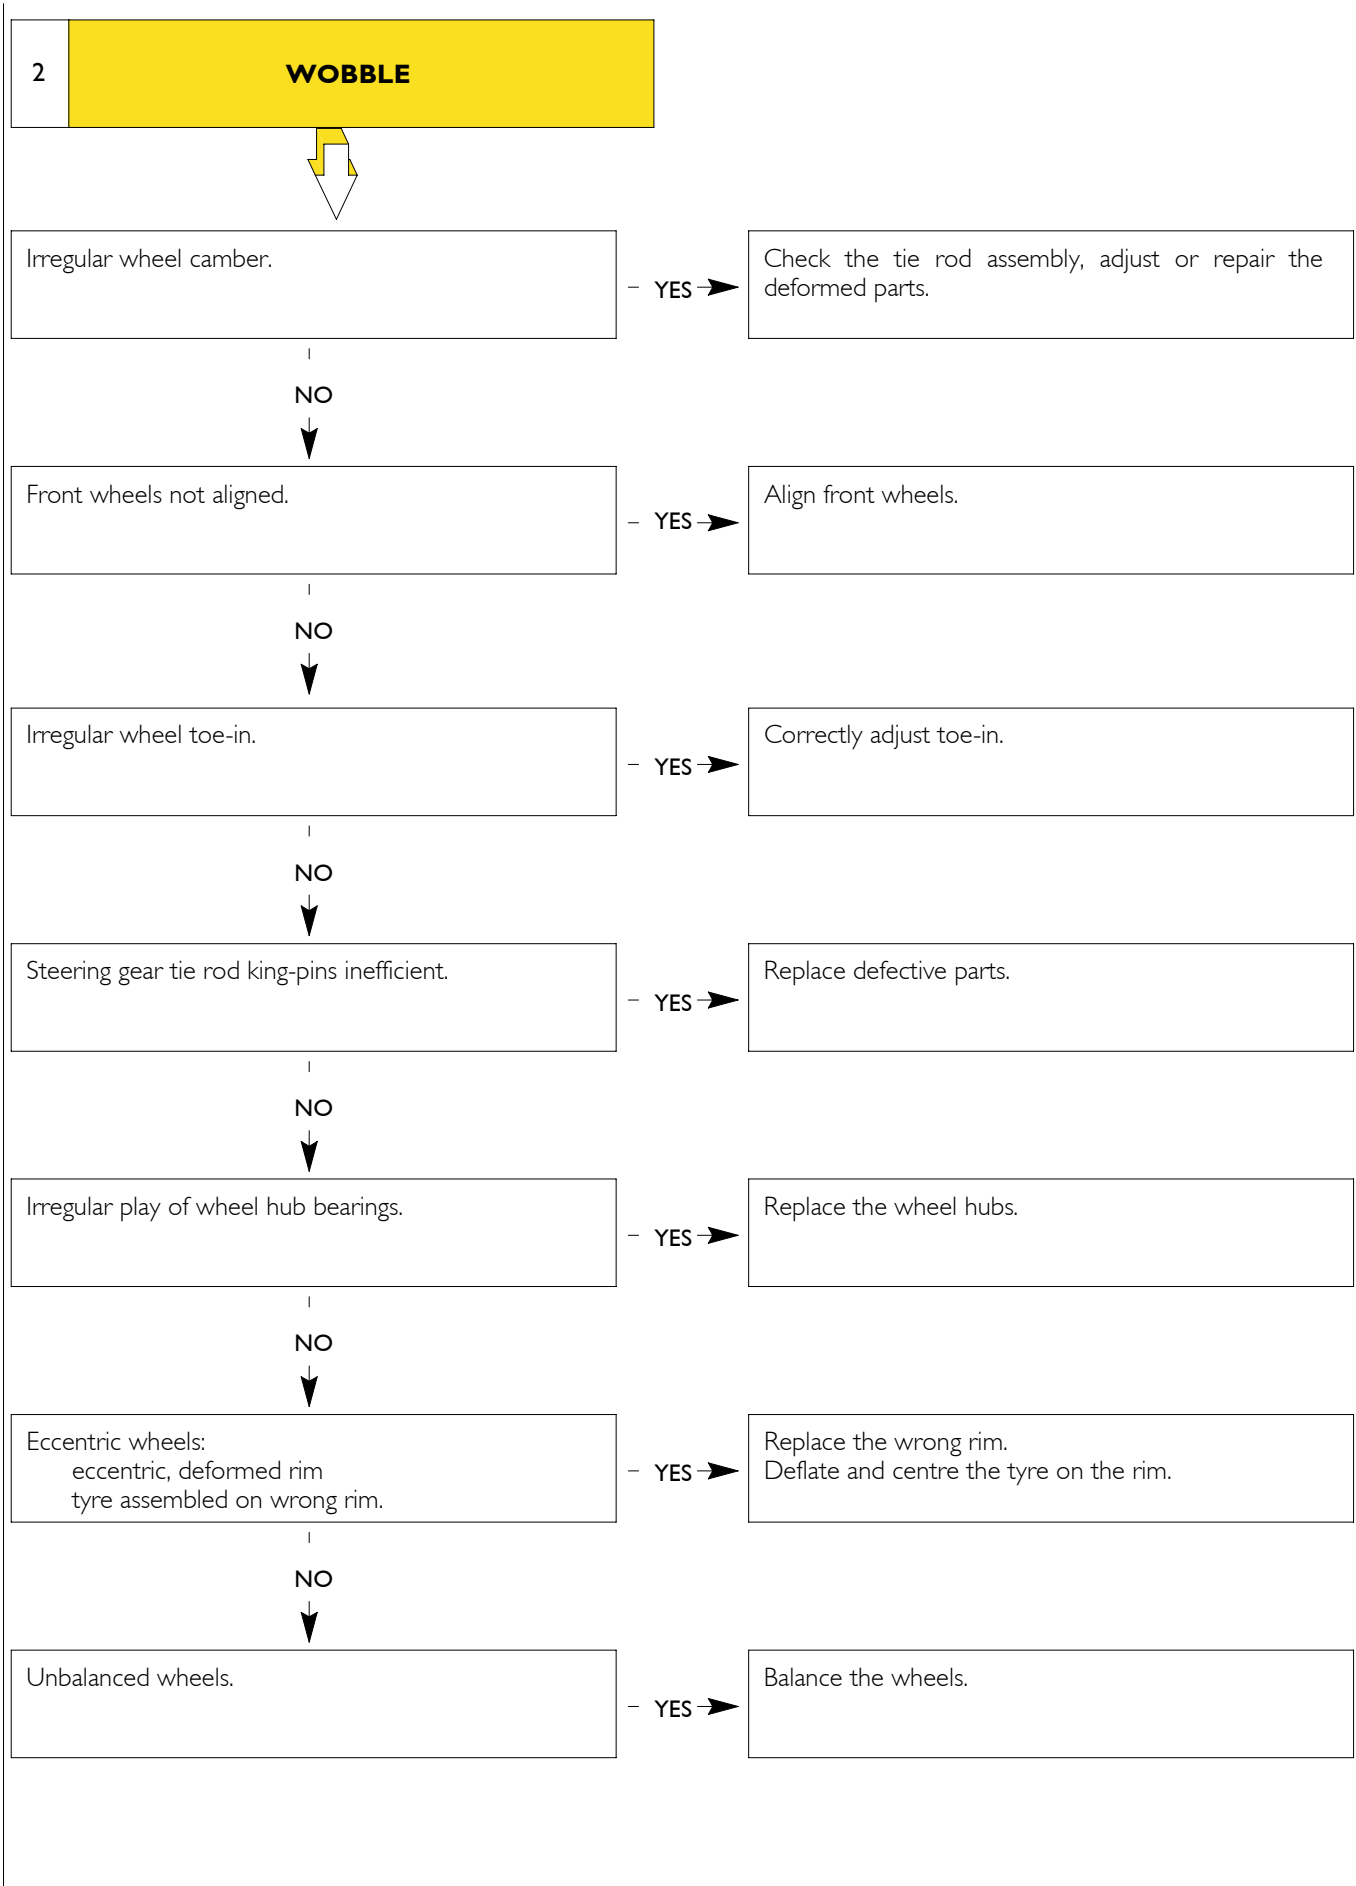 2
WOBBLE
Irregular wheel camber.
YES
Check the tie rod assembly, adjust or repair the
deformed parts.
NO
Front wheels not aligned.
YES
Align front wheels.
NO
Irregular wheel toe-in.
YES
Correctly adjust toe-in.
NO
Steering gear tie rod king-pins inefficient.
YES
Replace defective parts.
NO
Irregular play of wheel hub bearings.
YES
Replace the wheel hubs.
NO
Eccentric wheels:
eccentric, deformed rim
tyre assembled on wrong rim.
YES
Replace the wrong rim.
Deflate and centre the tyre on the rim.
NO
Unbalanced wheels.
YES
Balance the wheels.